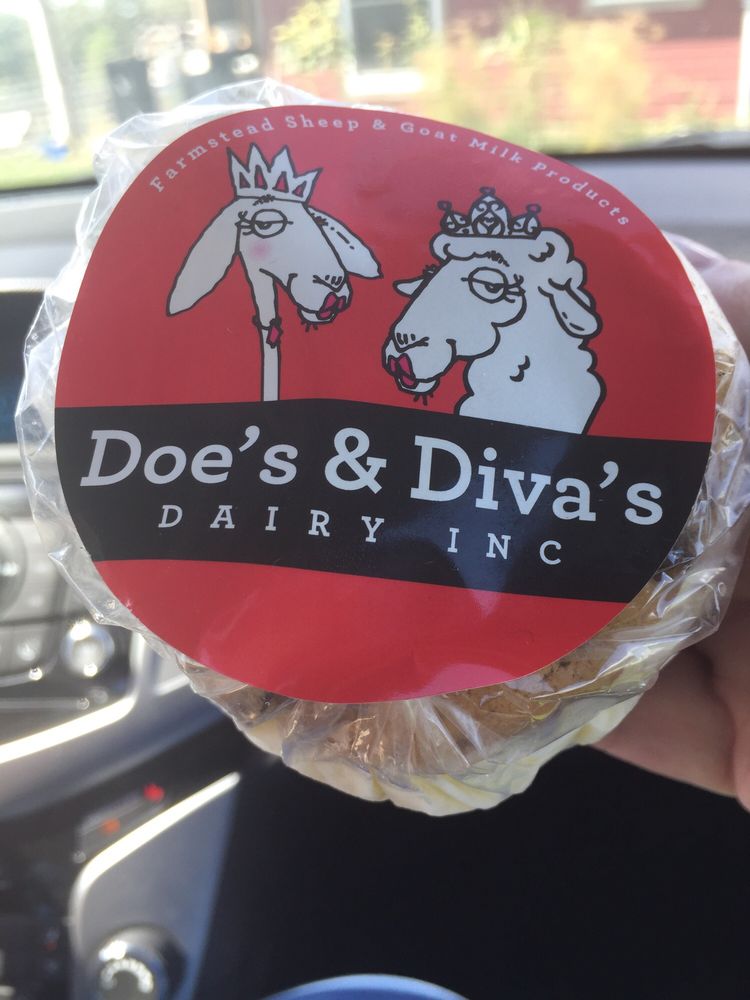 Farmstead Sheep & Goat Milk Products
Doe's & Diva's
DAIRY INC